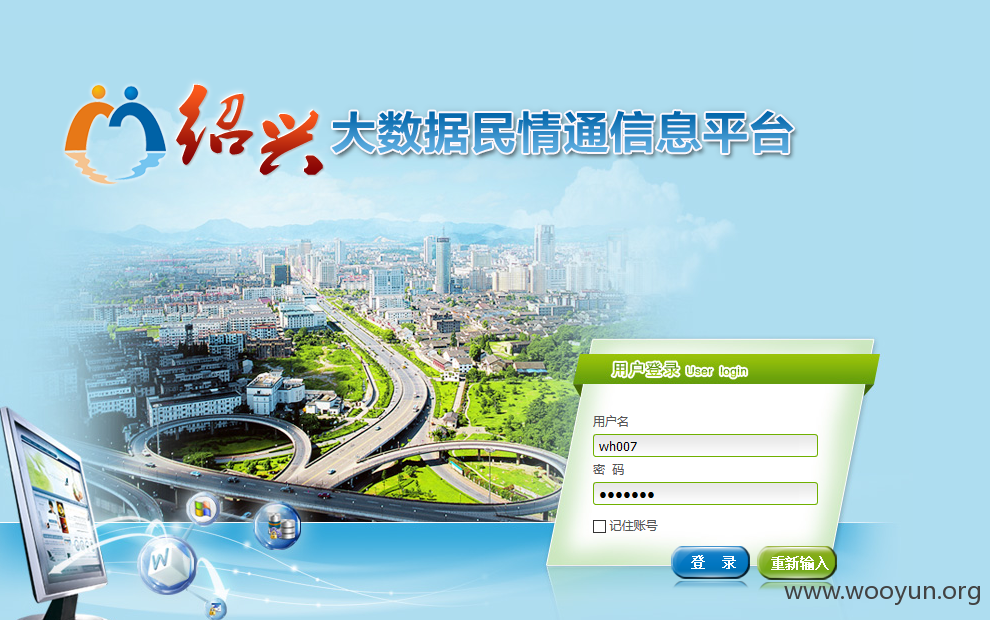 绍兴大数据民情通信息平台
用户登录 User login
用户名
wh007
密 码
●●●●●●●
记住账号
登 录 重新输入
www.wooyun.org
W